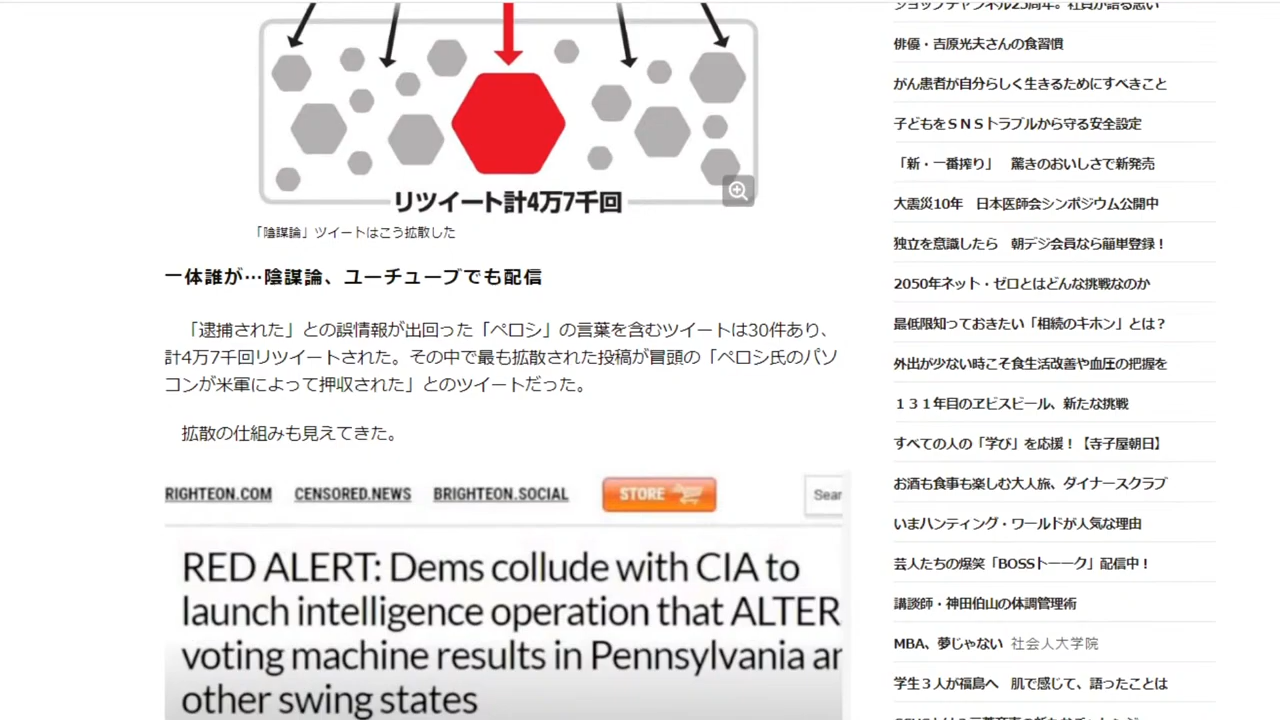 リツイート計4万7千回
「陰謀論」ツイートはこう拡散した
一体誰が…陰謀論、ユーチューブでも配信
「逮捕された」との誤情報が出回った「ペロシ」の言葉を含むツイートは30件あり、
計4万7千回リツイートされた。その中で最も拡散された投稿が冒頭の「ペロシ氏のパソ
コンが米軍によって押収された」とのツイートだった。
拡散の仕組みも見えてきた。
RIGHTEON.COM CENSORED.NEWS BRIGHTEON.SOCIAL STORE Sear
RED ALERT: Dems collude with CIA to
launch intelligence operation that ALTER
voting machine results in Pennsylvania ar
other swing states
ショップチャンネル25周年。社員が語る思い
俳優・吉原光夫さんの食習慣
がん患者が自分らしく生きるためにすべきこと
子どもをＳＮＳトラブルから守る安全設定
「新・一番搾り」　驚きのおいしさで新発売
大震災10年　日本医師会シンポジウム公開中
独立を意識したら　朝デジ会員なら簡単登録！
2050年ネット・ゼロとはどんな挑戦なのか
最低限知っておきたい「相続のキホン」とは？
外出が少ない時こそ食生活改善や血圧の把握を
１３１年目のヱビスビール、新たな挑戦
すべての人の「学び」を応援！【寺子屋朝日】
お酒も食事も楽しむ大人旅、ダイナースクラブ
いまハンティング・ワールドが人気な理由
芸人たちの爆笑「BOSSトーーク」配信中！
講談師・神田伯山の体調管理術
MBA、夢じゃない 社会人大学院
学生３人が福島へ　肌で感じて、語ったことは